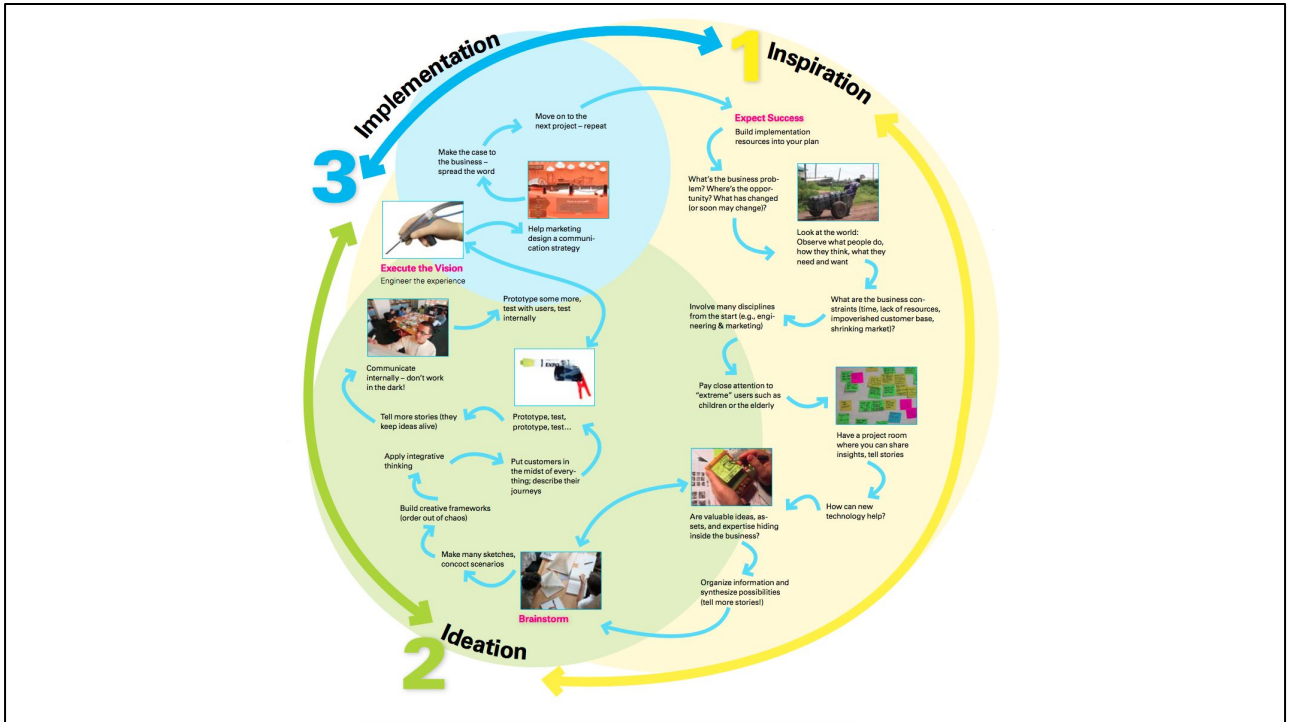 1
Inspiration
Expect Success
Build implementation
resources into your plan
What's the business prob-
lem? Where's the oppor-
tunity? What has changed
(or soon may change)?
Look at the world:
Observe what people do,
how they think, what they
need and want
What are the business con-
straints (time, lack of resources,
impoverished customer base,
shrinking market)?
Involve many disciplines
from the start (e.g., engi-
neering & marketing)
Pay close attention to
"extreme" users such as
children or the elderly
Have a project room
where you can share
insights, tell stories
How can new
technology help?
Are valuable ideas, as-
sets, and expertise hiding
inside the business?
Organize information and
synthesize possibilities
(tell more stories!)
2
Ideation
Brainstorm
Make many sketches,
concoct scenarios
Build creative frameworks
(order out of chaos)
Apply integrative
thinking
Put customers in
the midst of every-
thing; describe their
journeys
Prototype, test,
prototype, test...
Tell more stories (they
keep ideas alive)
Communicate
internally – don't work
in the dark!
Prototype some more,
test with users, test
internally
3
Implementation
Execute the Vision
Engineer the experience
Help marketing
design a communi-
cation strategy
Make the case to
the business –
spread the word
Move on to the
next project – repeat